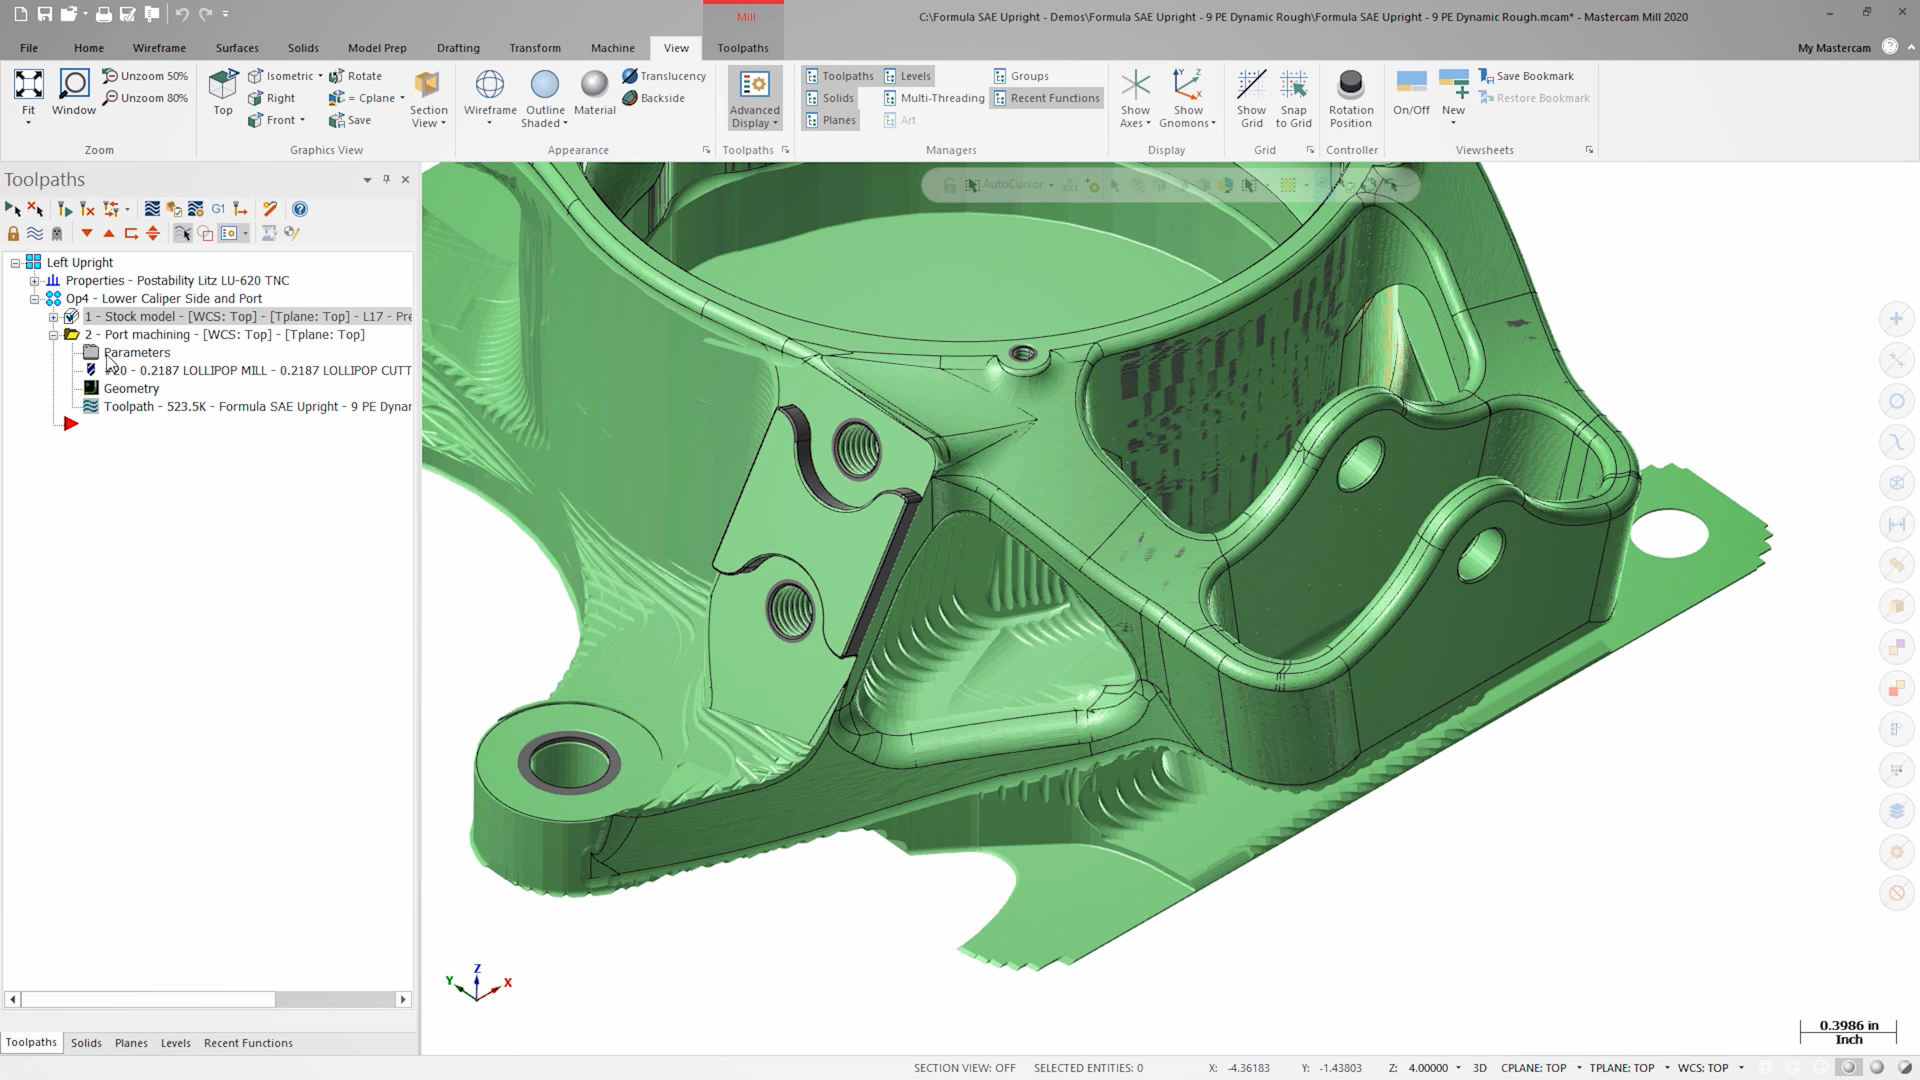 Mill
C:\Formula SAE Upright - Demos\Formula SAE Upright - 9 PE Dynamic Rough\Formula SAE Upright - 9 PE Dynamic Rough.mcam* - Mastercam Mill 2020
File Home Wireframe Surfaces Solids Model Prep Drafting Transform Machine View Toolpaths My Mastercam
Unzoom 50% Isometric Rotate Translucency Toolpaths Levels Groups Save Bookmark
Unzoom 80% Right = Cplane Backside Solids Multi-Threading Recent Functions Restore Bookmark
Fit Window Top Front Save Section View Wireframe Outline Shaded Material Advanced Display Planes Art Show Axes Show Gnomons Show Grid Snap to Grid Rotation Position On/Off New
Zoom Graphics View Appearance Toolpaths Managers Display Grid Controller Viewsheets
Toolpaths
AutoCursor
G1
Left Upright
Properties - Postability Litz LU-620 TNC
Op4 - Lower Caliper Side and Port
1 - Stock model - [WCS: Top] - [Tplane: Top] - L17 - Pre
2 - Port machining - [WCS: Top] - [Tplane: Top]
Parameters
20 - 0.2187 LOLLIPOP MILL - 0.2187 LOLLIPOP CUTT
Geometry
Toolpath - 523.5K - Formula SAE Upright - 9 PE Dynar
Z
Y X
0.3986 in
Inch
Toolpaths Solids Planes Levels Recent Functions
SECTION VIEW: OFF SELECTED ENTITIES: 0 X: -4.36183 Y: -1.43803 Z: 4.00000 3D CPLANE: TOP TPLANE: TOP WCS: TOP